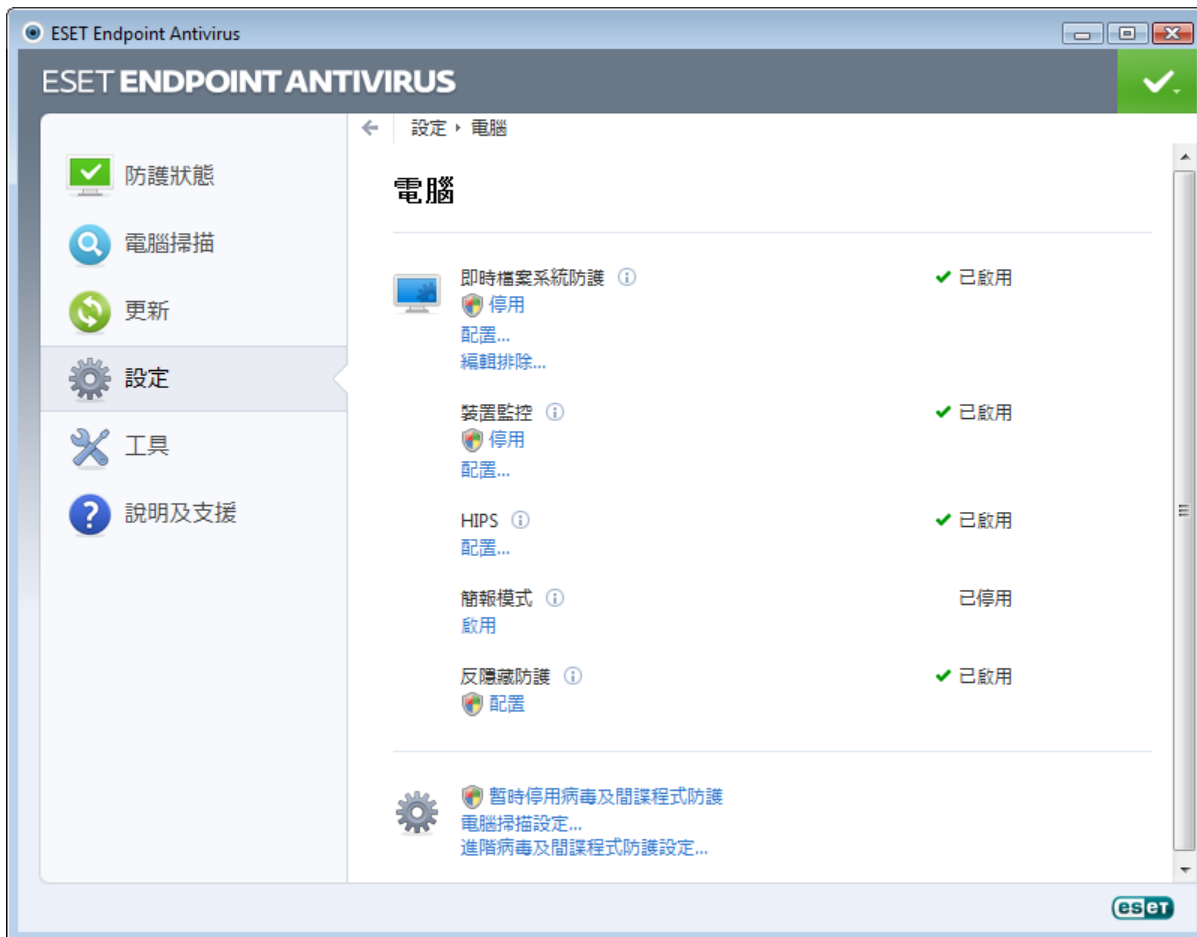 ESET Endpoint Antivirus
ESET ENDPOINT ANTIVIRUS
設定 電腦
防護狀態
電腦掃描
更新
設定
工具
說明及支援
電腦
即時檔案系統防護 已啟用
停用
配置...
編輯排除...
裝置監控 已啟用
停用
配置...
HIPS 已啟用
配置...
簡報模式 已停用
啟用
反隱藏防護 已啟用
配置
暫時停用病毒及間諜程式防護
電腦掃描設定...
進階病毒及間諜程式防護設定...
eset